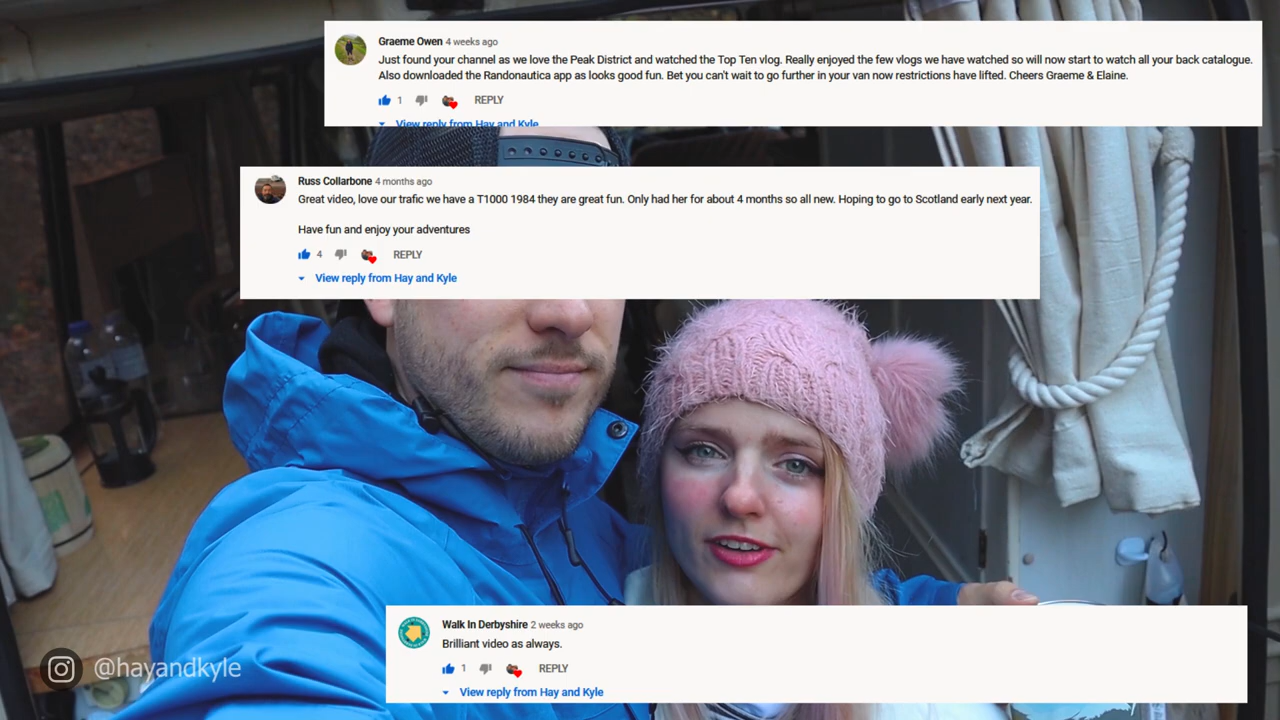 Graeme Owen 4 weeks ago
Just found your channel as we love the Peak District and watched the Top Ten vlog. Really enjoyed the few vlogs we have watched so will now start to watch all your back catalogue.
Also downloaded the Randonautica app as looks good fun. Bet you can't wait to go further in your van now restrictions have lifted. Cheers Graeme & Elaine.
1 REPLY
View reply from Hay and Kyle
Russ Collarbone 4 months ago
Great video, love our trafic we have a T1000 1984 they are great fun. Only had her for about 4 months so all new. Hoping to go to Scotland early next year.
Have fun and enjoy your adventures
4 REPLY
View reply from Hay and Kyle
Walk In Derbyshire 2 weeks ago
Brilliant video as always.
1 REPLY
View reply from Hay and Kyle
@hayandkyle